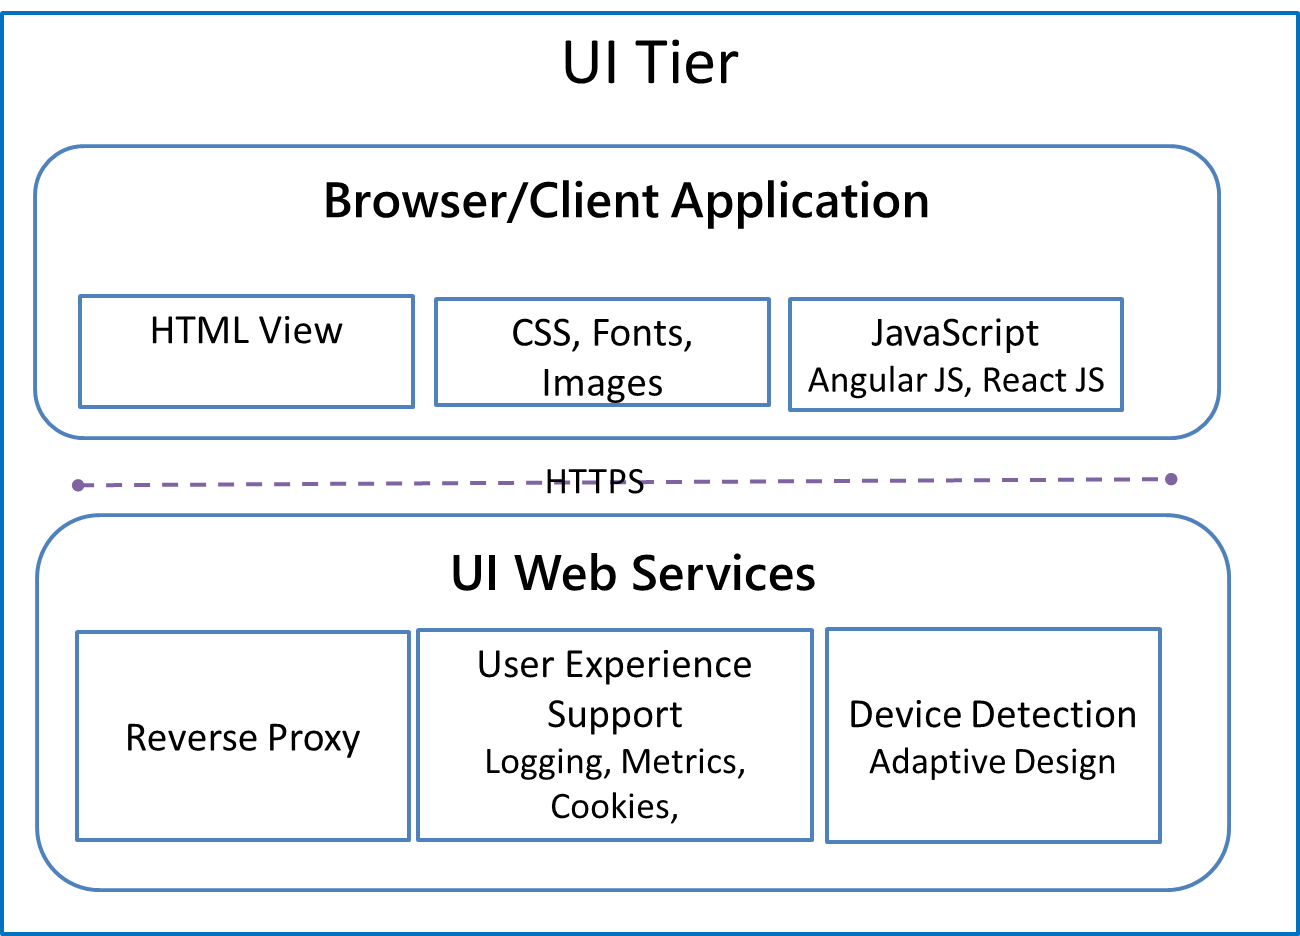 UI Tier
Browser/Client Application
HTML View
CSS, Fonts,
Images
JavaScript
Angular JS, React JS
HTTPS
UI Web Services
Reverse Proxy
User Experience
Support
Logging, Metrics,
Cookies,
Device Detection
Adaptive Design